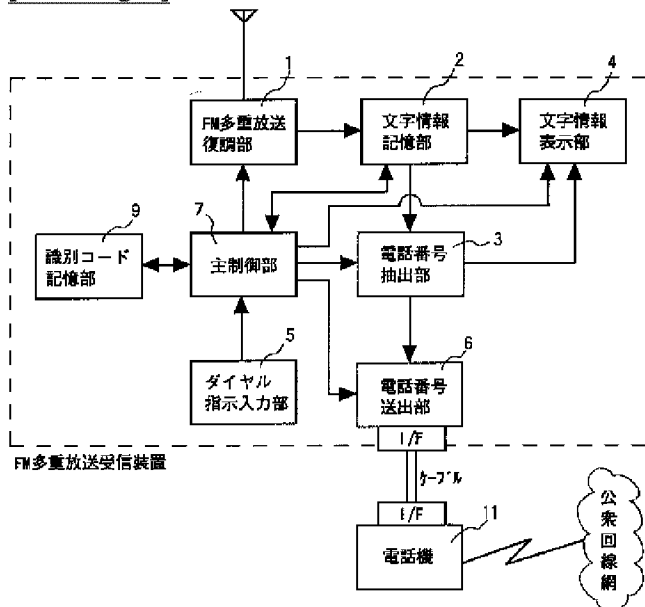 1
2
4
FM多重放送
復調部
文字情報
記憶部
文字情報
表示部
9
7
3
識別コード
記憶部
主制御部
電話番号
抽出部
5
6
ダイヤル
指示入力部
電話番号
送出部
I/F
FM多重放送受信装置
ケーブル
I/F
11
電話機
公衆回線網